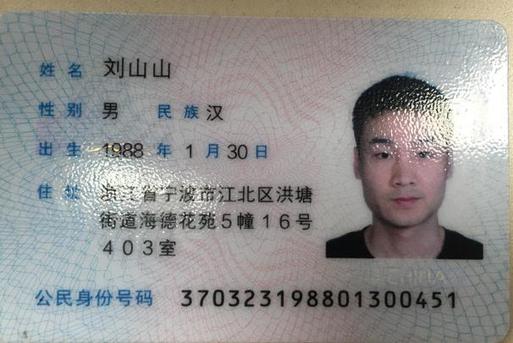 姓名 刘山山
性别 男 民族 汉
出生 1988 年 1 月 30 日
住址 浙江省宁波市江北区洪塘
街道海德花苑5幢16号
403室
公民身份号码 370323198801300451